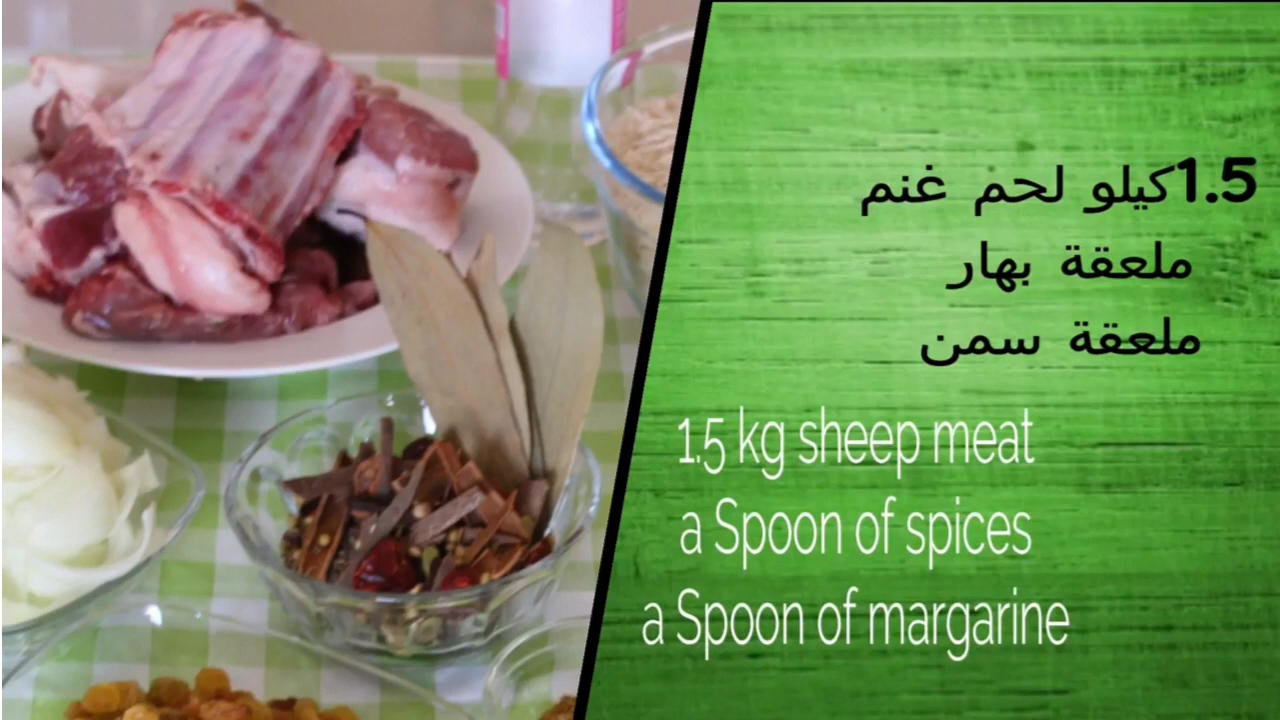 1.5كيلو لحم غنم
ملعقة بهار
ملعقة سمن
1.5 kg sheep meat
a Spoon of spices
a Spoon of margarine